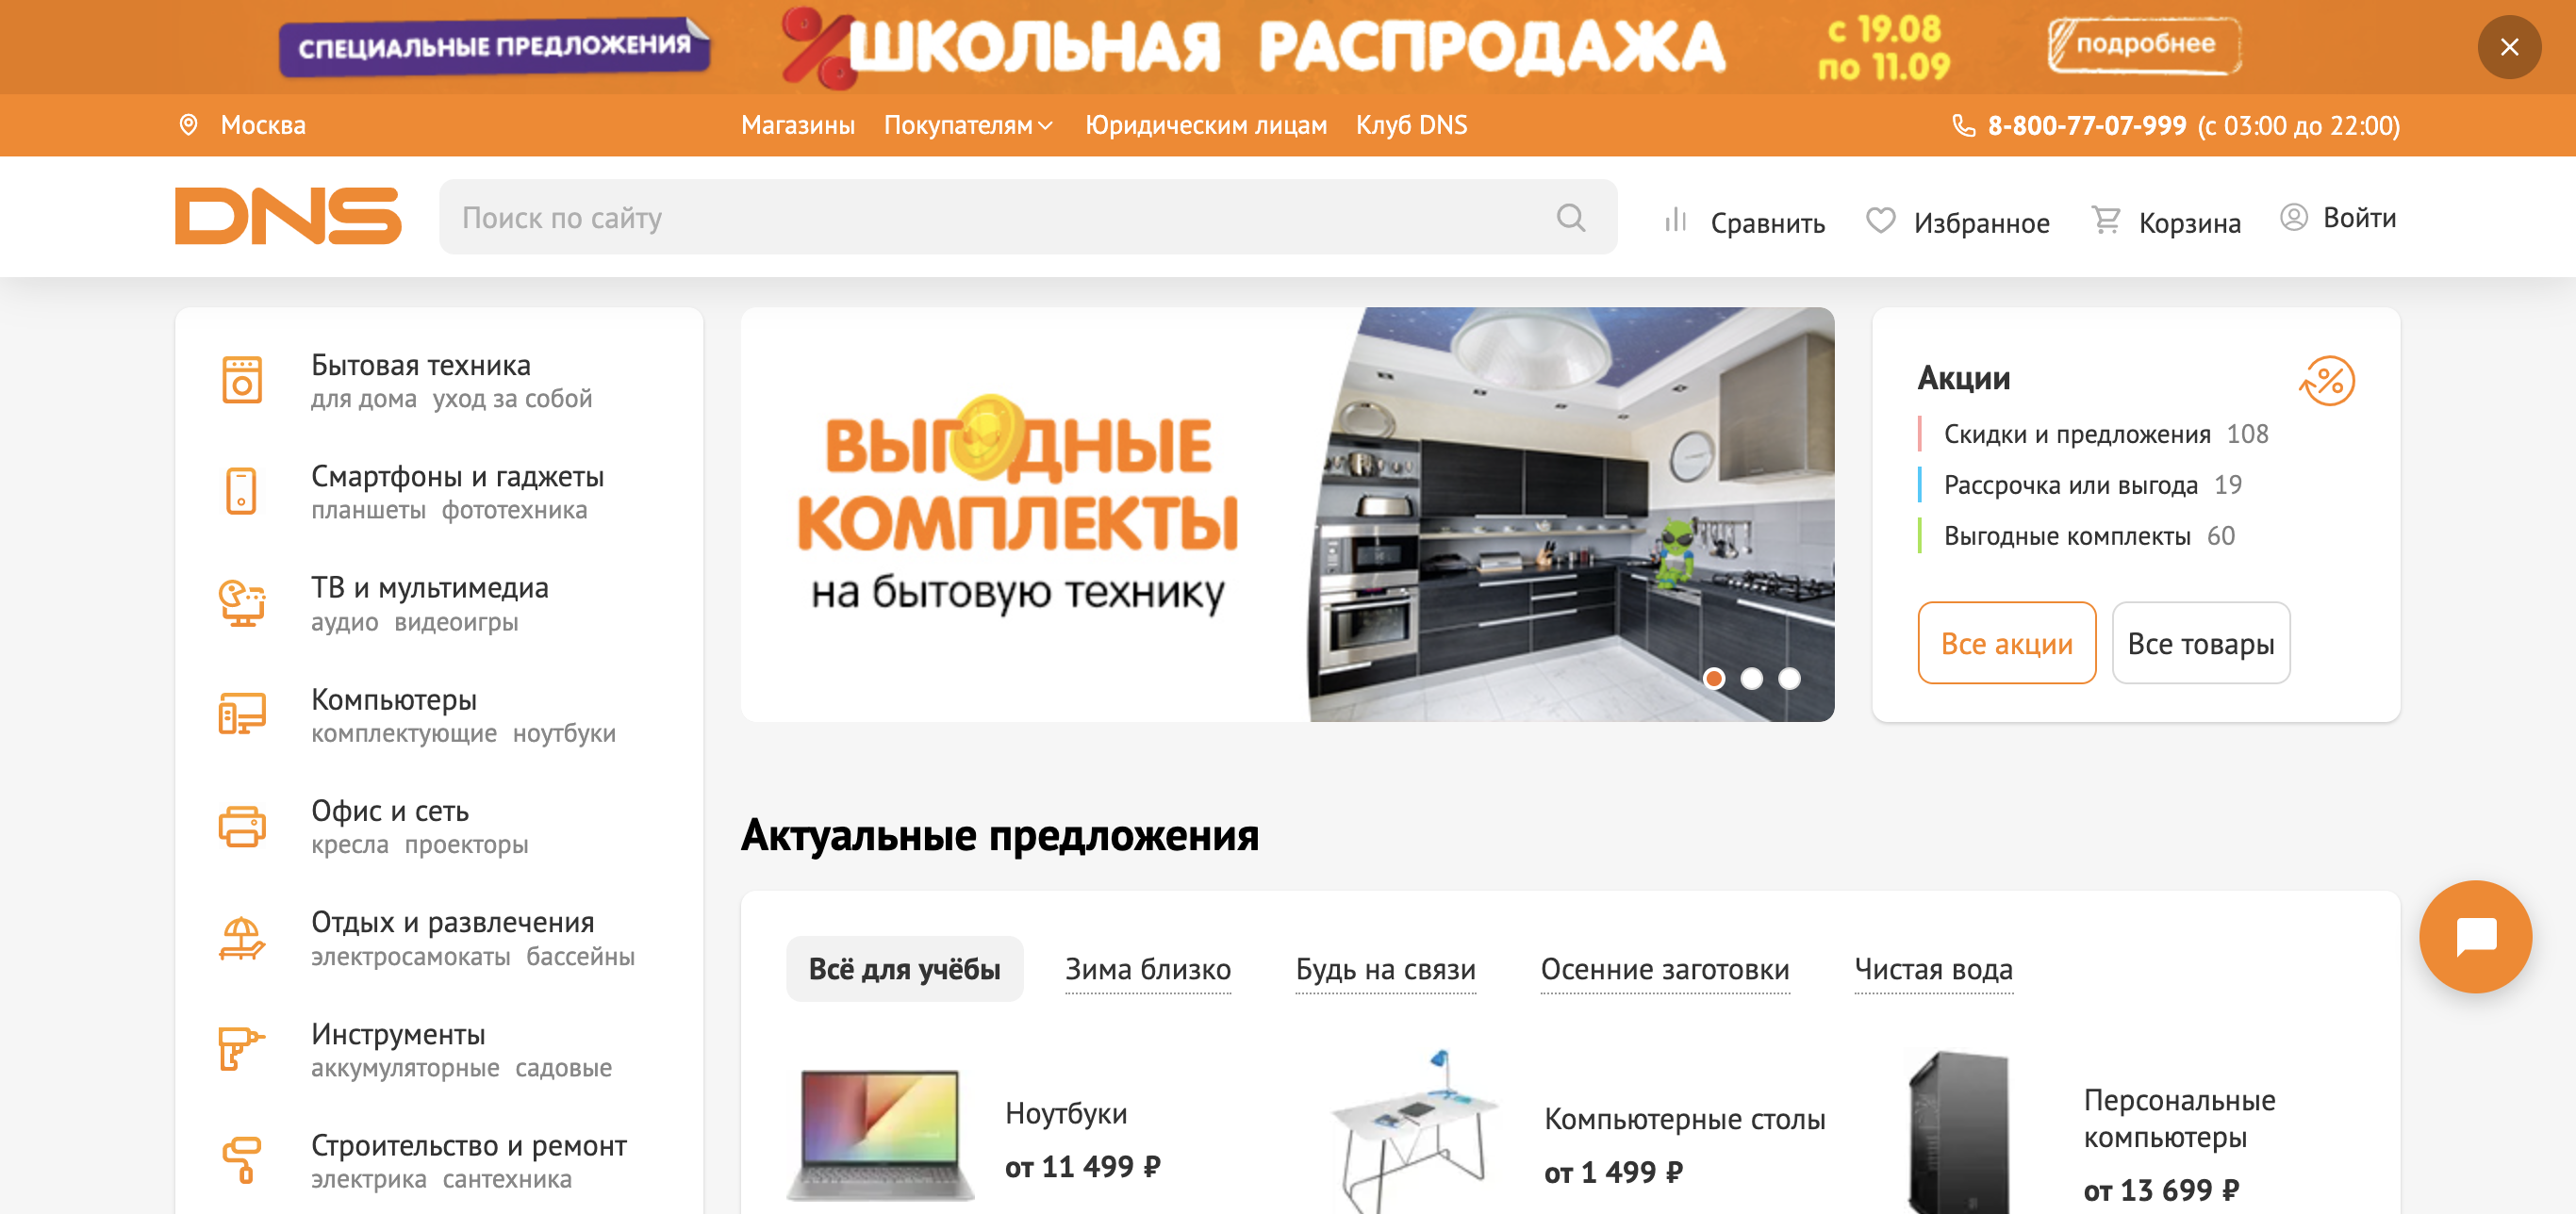 СПЕЦИАЛЬНЫЕ ПРЕДЛОЖЕНИЯ
% ШКОЛЬНАЯ РАСПРОДАЖА
с 19.08
по 11.09
подробнее
Москва
Магазины Покупателям Юридическим лицам Клуб DNS
8-800-77-07-999 (с 03:00 до 22:00)
DNS
Поиск по сайту
Сравнить Избранное Корзина Войти
Бытовая техника
для дома уход за собой
Смартфоны и гаджеты
планшеты фототехника
ТВ и мультимедиа
аудио видеоигры
Компьютеры
комплектующие ноутбуки
Офис и сеть
кресла проекторы
Отдых и развлечения
электросамокаты бассейны
Инструменты
аккумуляторные садовые
Строительство и ремонт
электрика сантехника
ВЫГОДНЫЕ
КОМПЛЕКТЫ
на бытовую технику
Акции
Скидки и предложения 108
Рассрочка или выгода 19
Выгодные комплекты 60
Все акции Все товары
Актуальные предложения
Всё для учёбы Зима близко Будь на связи Осенние заготовки Чистая вода
Ноутбуки
от 11 499 ₽
Компьютерные столы
от 1 499 ₽
Персональные
компьютеры
от 13 699 ₽